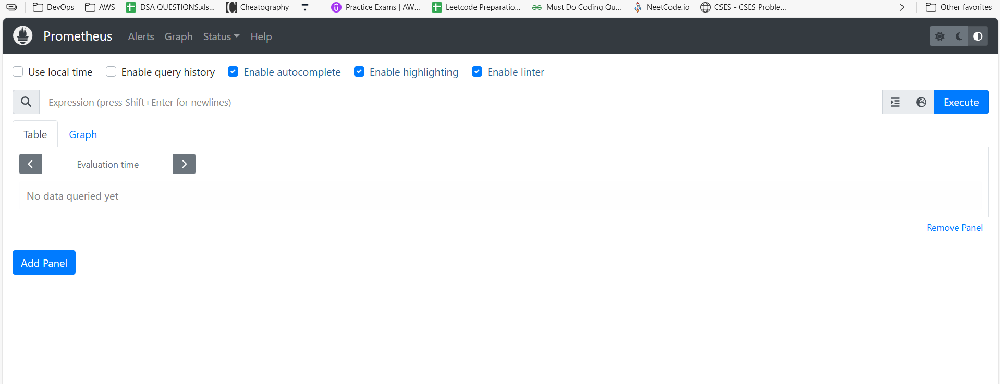 DevOps AWS DSA QUESTIONS.xls... Cheatography Practice Exams | AW... Leetcode Preparatio... Must Do Coding Qu... NeetCode.io CSES - CSES Proble... Other favorites
Prometheus Alerts Graph Status Help
Use local time Enable query history Enable autocomplete Enable highlighting Enable linter
Expression (press Shift+Enter for newlines) Execute
Table Graph
Evaluation time
No data queried yet
Remove Panel
Add Panel